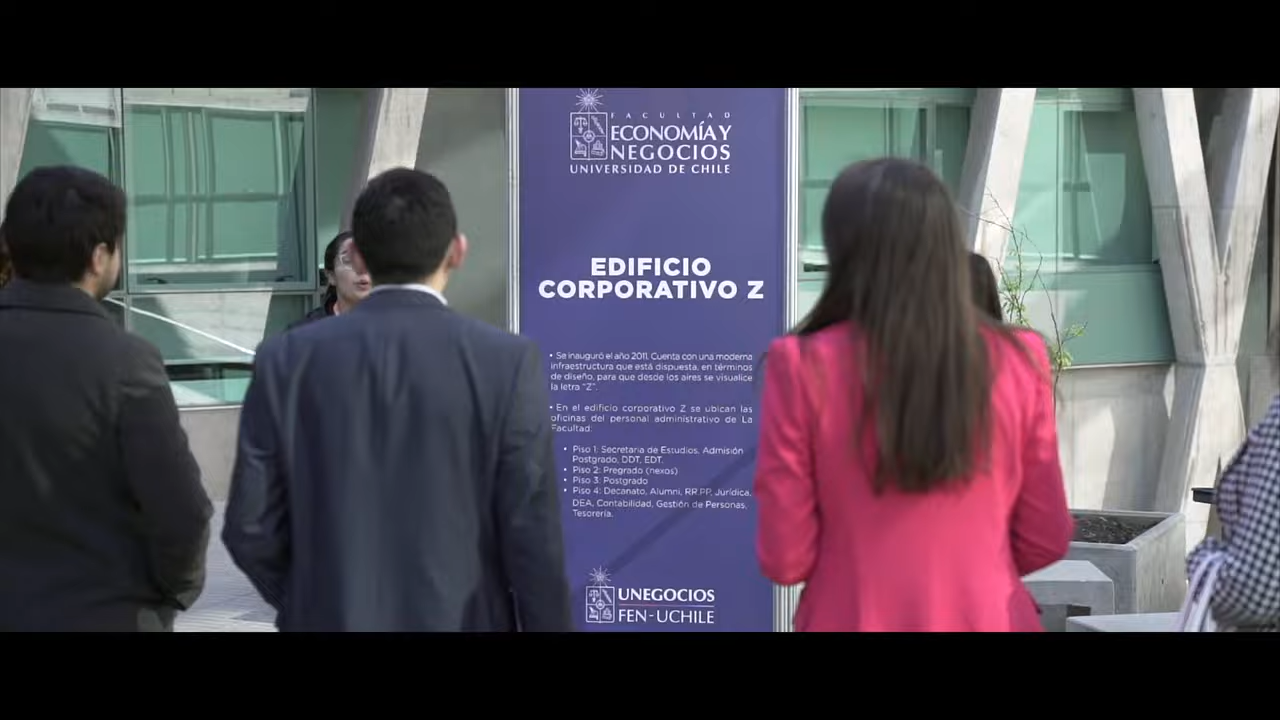 FACULTAD
ECONOMÍA Y
NEGOCIOS
UNIVERSIDAD DE CHILE
EDIFICIO
CORPORATIVO Z
• Se inauguró el año 2011. Cuenta con una moderna
infraestructura que está dispuesta, en términos
de diseño, para que desde los aires se visualice
la letra "Z".
• En el edificio corporativo Z se ubican las
oficinas del personal administrativo de La
Facultad:
• Piso 1: Secretaria de Estudios, Admisión
Postgrado, DDT, EDT.
• Piso 2: Pregrado (nexos)
• Piso 3: Postgrado
• Piso 4: Decanato, Alumni, RR.PP, Jurídica,
DEA, Contabilidad, Gestión de Personas,
Tesorería.
UNEGOCIOS
FEN-UCHILE